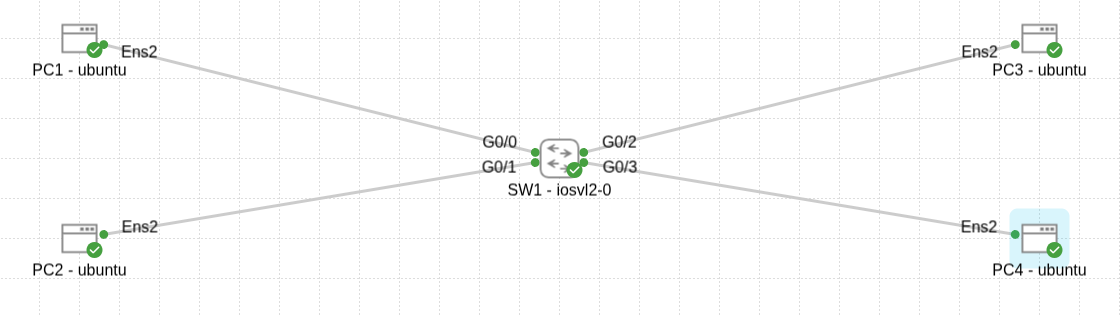 Ens2
PC1 - ubuntu
Ens2
PC3 - ubuntu
G0/0
G0/2
G0/1
G0/3
SW1 - iosvl2-0
Ens2
PC2 - ubuntu
Ens2
PC4 - ubuntu